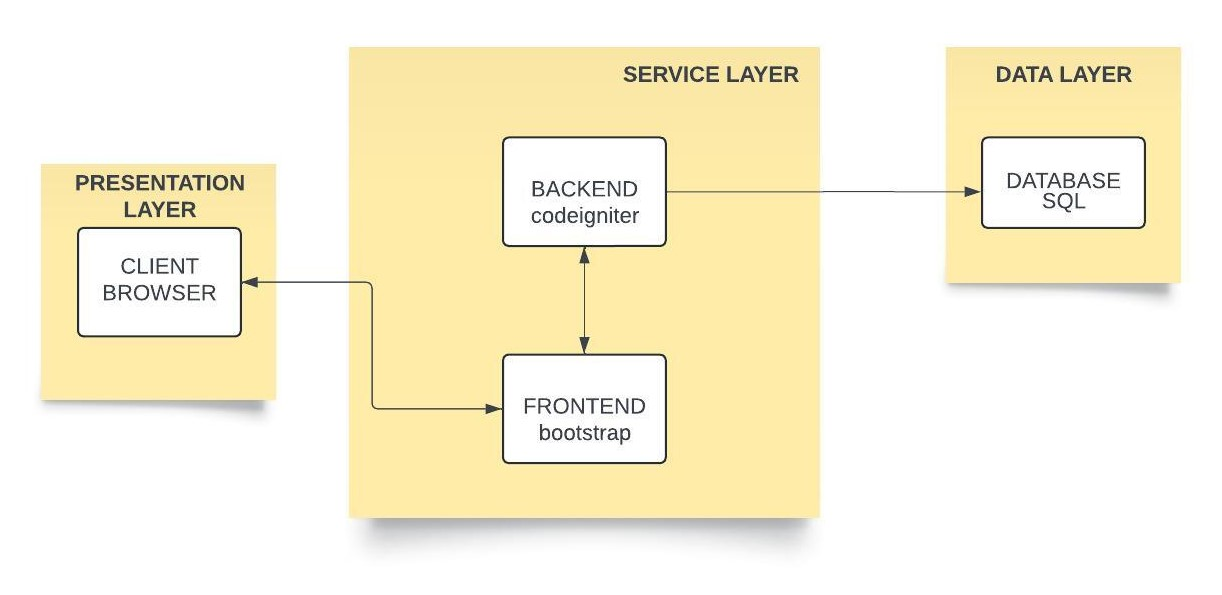 PRESENTATION
LAYER
CLIENT
BROWSER
SERVICE LAYER
BACKEND
codeigniter
FRONTEND
bootstrap
DATA LAYER
DATABASE
SQL